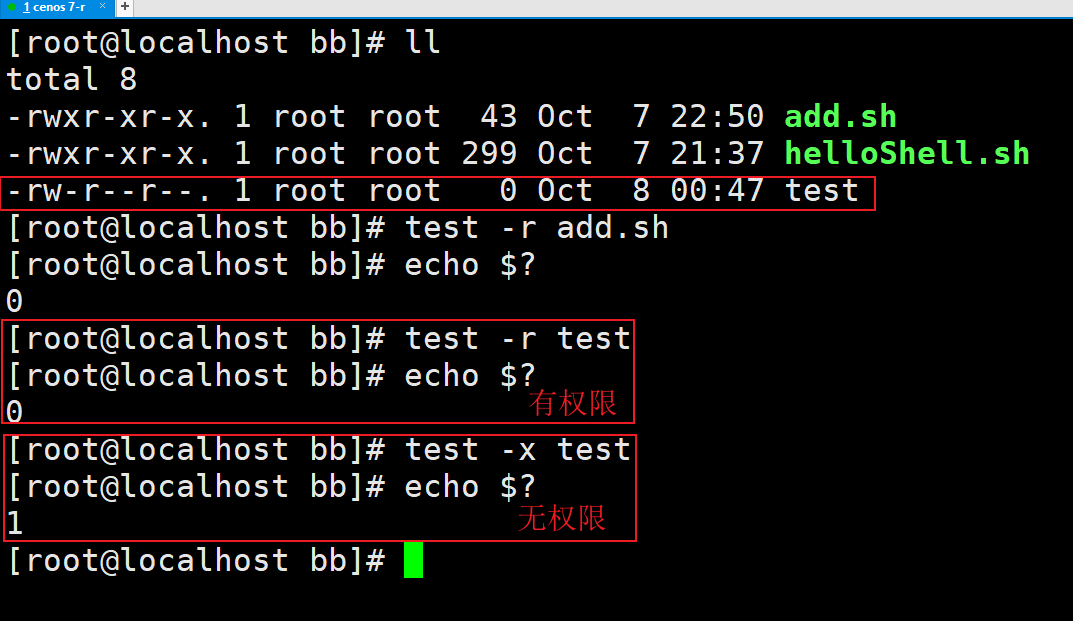 1 cenos 7-r × +
[root@localhost bb]# ll
total 8
-rwxr-xr-x. 1 root root  43 Oct  7 22:50 add.sh
-rwxr-xr-x. 1 root root 299 Oct  7 21:37 helloShell.sh
-rw-r--r--. 1 root root   0 Oct  8 00:47 test
[root@localhost bb]# test -r add.sh
[root@localhost bb]# echo $?
0
[root@localhost bb]# test -r test
[root@localhost bb]# echo $?
有权限
0
[root@localhost bb]# test -x test
[root@localhost bb]# echo $?
无权限
1
[root@localhost bb]#